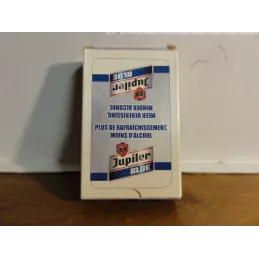 Jupiler
BLUE
MEER VERFRISSING,
MINDER ALCOHOL
PLUS DE RAFRAÎCHISSEMENT,
MOINS D'ALCOOL
Jupiler
BLUE